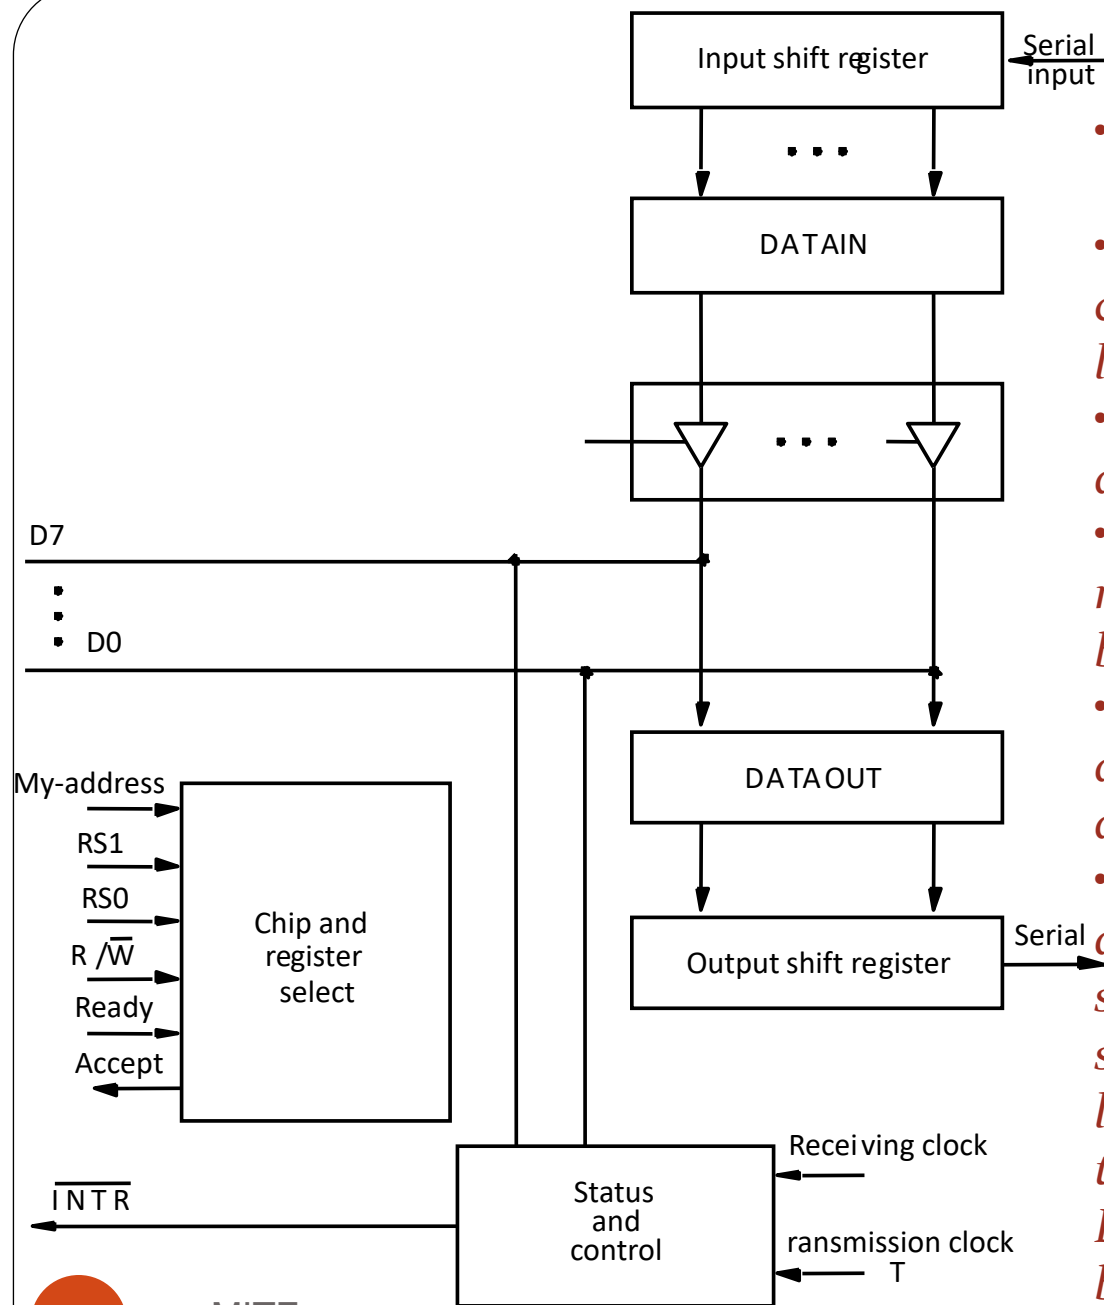 Input shift register
Serial
input
DATAIN
D7
D0
DATAOUT
My-address
RS1
RS0
R/W̅
Ready
Accept
Chip and
register
select
Output shift register
Serial
Receiving clock
I̅N̅T̅R̅
Status
and
control
ransmission clock
T